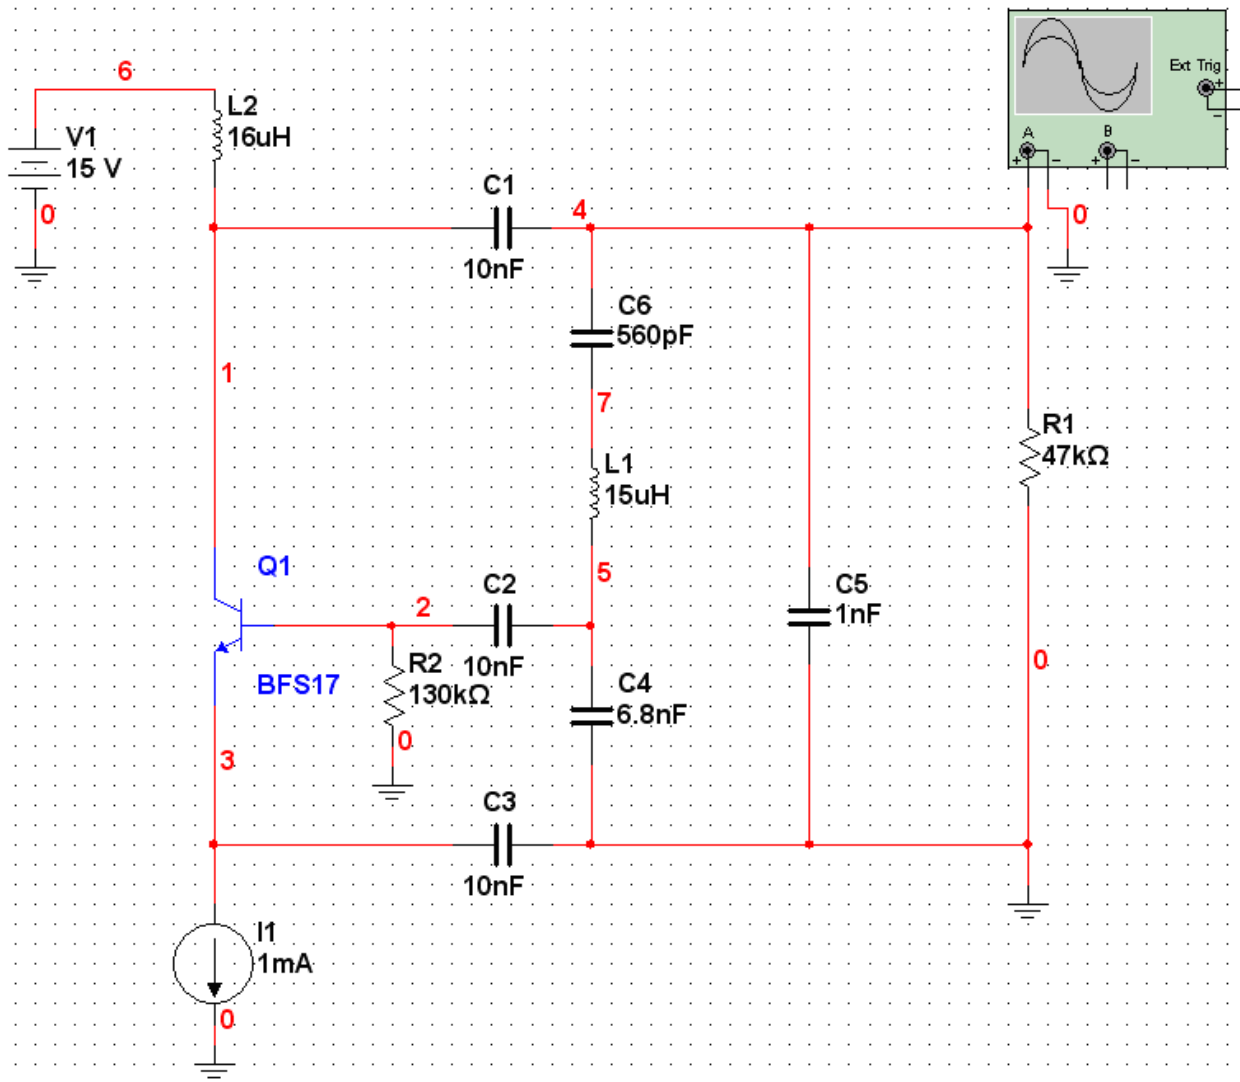 6
L2
16uH
V1
15 V
0
Ext Trig
+
−
A
B
+
−
+
−
0
C1
10nF
4
C6
560pF
1
7
L1
15uH
R1
47kΩ
Q1
BFS17
2
C2
10nF
5
C5
1nF
R2
130kΩ
0
C4
6.8nF
0
3
C3
10nF
I1
1mA
0